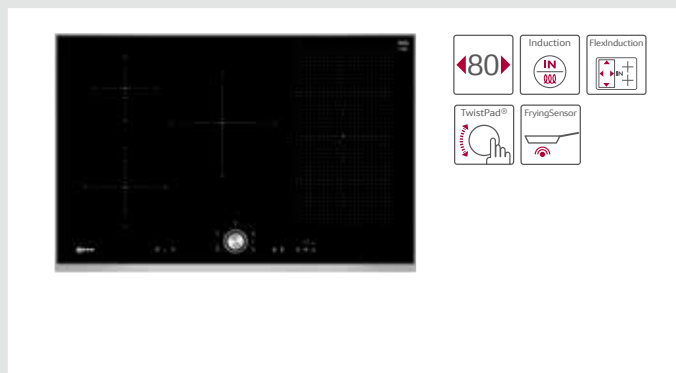 80
Induction
IN
FlexInduction
IN
TwistPad®
FryingSensor